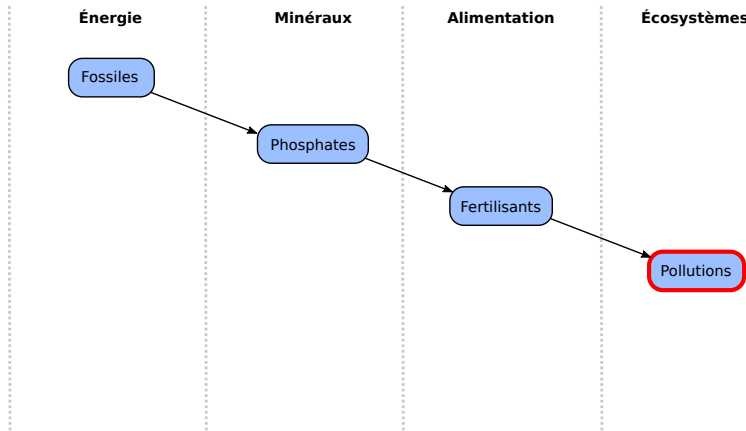 Énergie
Minéraux
Alimentation
Écosystèmes
Fossiles
Phosphates
Fertilisants
Pollutions